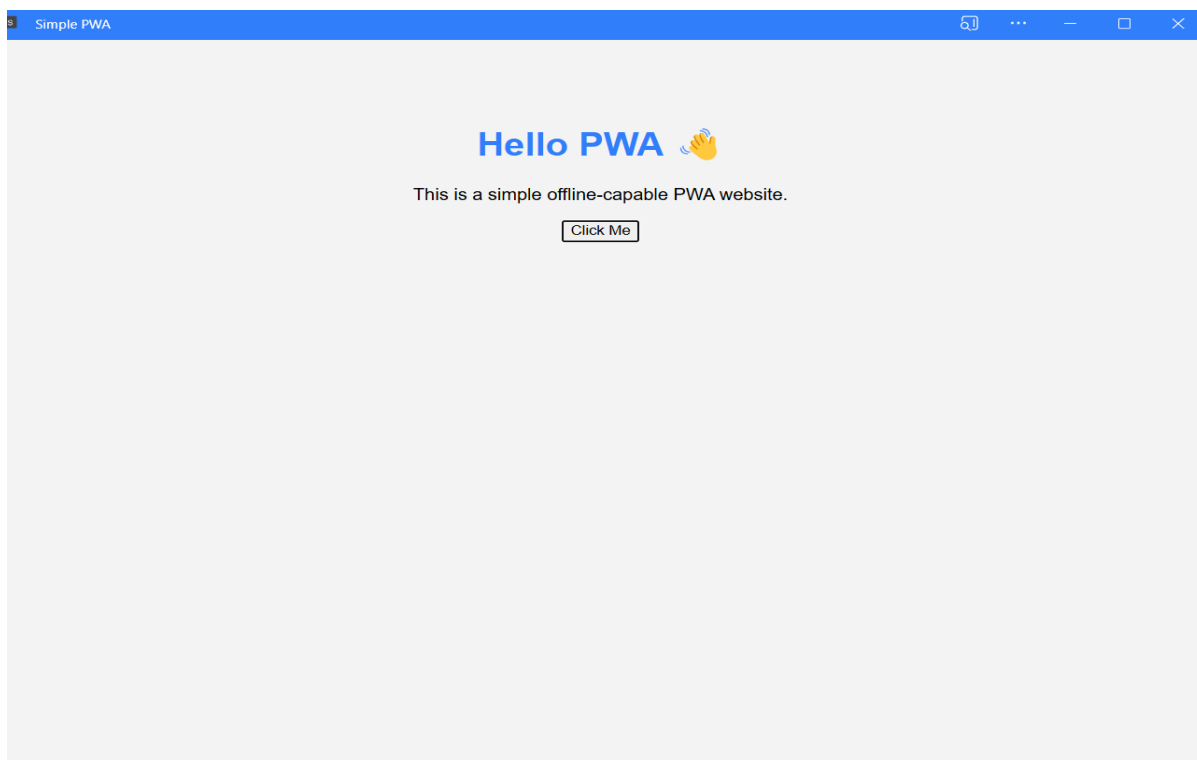 S
Simple PWA
Hello PWA 👋
This is a simple offline-capable PWA website.
Click Me